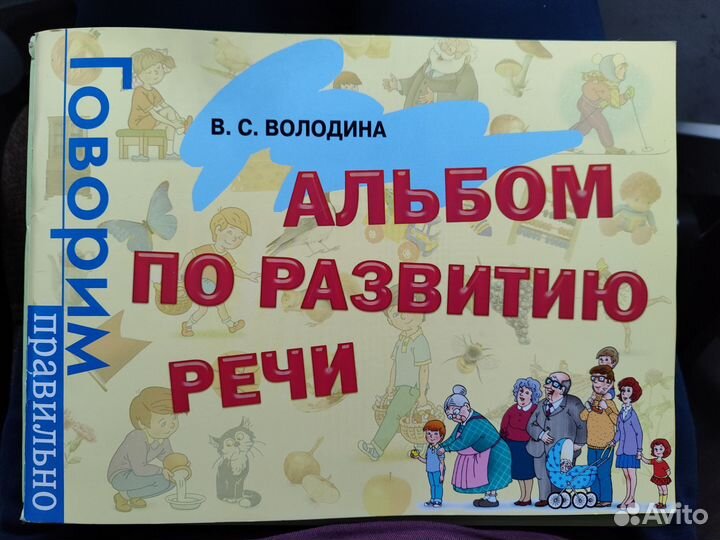 Говорим
правильно
В. С. ВОЛОДИНА
АЛЬБОМ
ПО РАЗВИТИЮ
РЕЧИ
Avito